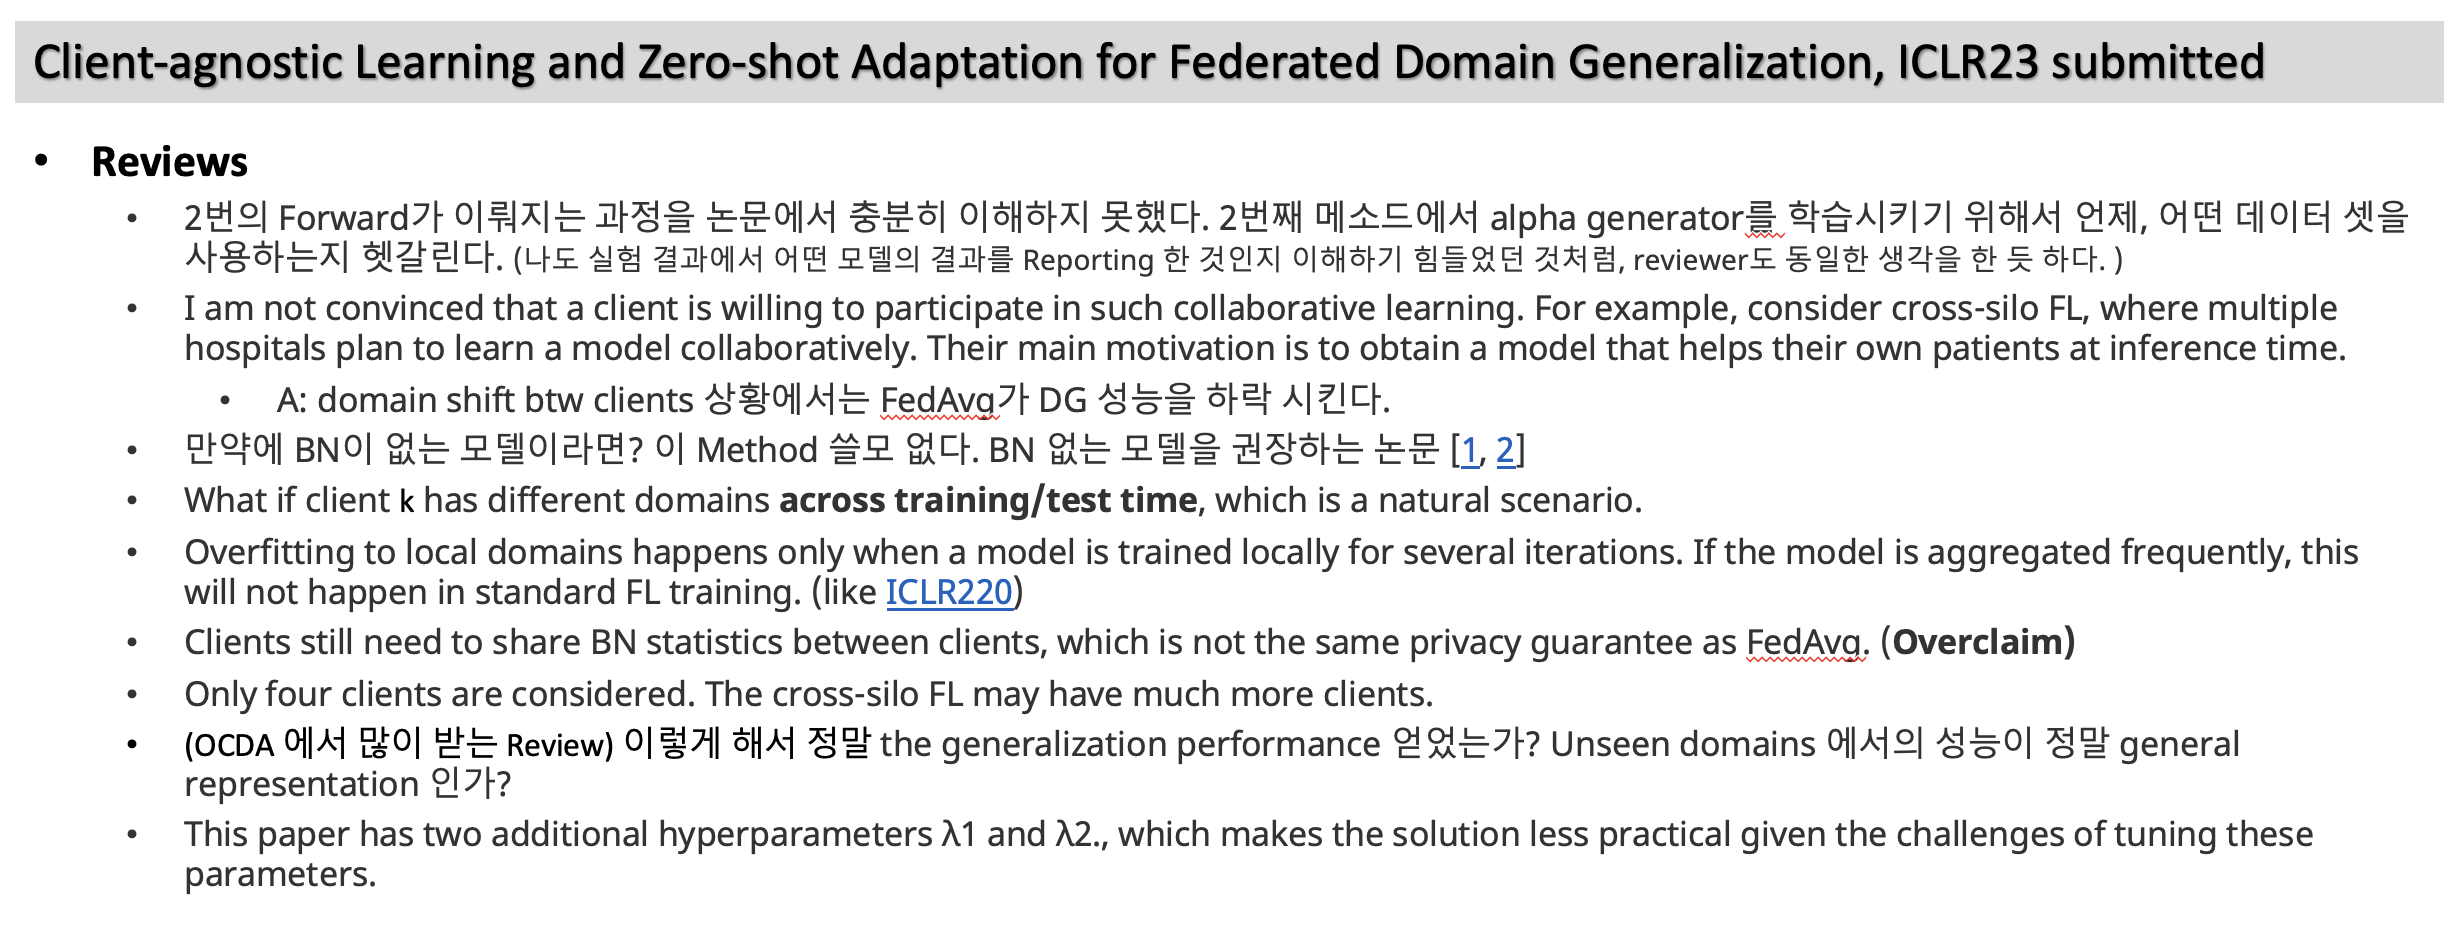 Client-agnostic Learning and Zero-shot Adaptation for Federated Domain Generalization, ICLR23 submitted
• Reviews
• 2번의 Forward가 이뤄지는 과정을 논문에서 충분히 이해하지 못했다. 2번째 메소드에서 alpha generator를 학습시키기 위해서 언제, 어떤 데이터 셋을
사용하는지 헷갈린다. (나도 실험 결과에서 어떤 모델의 결과를 Reporting 한 것인지 이해하기 힘들었던 것처럼, reviewer도 동일한 생각을 한 듯 하다. )
• I am not convinced that a client is willing to participate in such collaborative learning. For example, consider cross-silo FL, where multiple
hospitals plan to learn a model collaboratively. Their main motivation is to obtain a model that helps their own patients at inference time.
• A: domain shift btw clients 상황에서는 FedAvg가 DG 성능을 하락 시킨다.
• 만약에 BN이 없는 모델이라면? 이 Method 쓸모 없다. BN 없는 모델을 권장하는 논문 [1, 2]
• What if client k has different domains across training/test time, which is a natural scenario.
• Overfitting to local domains happens only when a model is trained locally for several iterations. If the model is aggregated frequently, this
will not happen in standard FL training. (like ICLR220)
• Clients still need to share BN statistics between clients, which is not the same privacy guarantee as FedAvg. (Overclaim)
• Only four clients are considered. The cross-silo FL may have much more clients.
• (OCDA 에서 많이 받는 Review) 이렇게 해서 정말 the generalization performance 얻었는가? Unseen domains 에서의 성능이 정말 general
representation 인가?
• This paper has two additional hyperparameters λ1 and λ2., which makes the solution less practical given the challenges of tuning these
parameters.